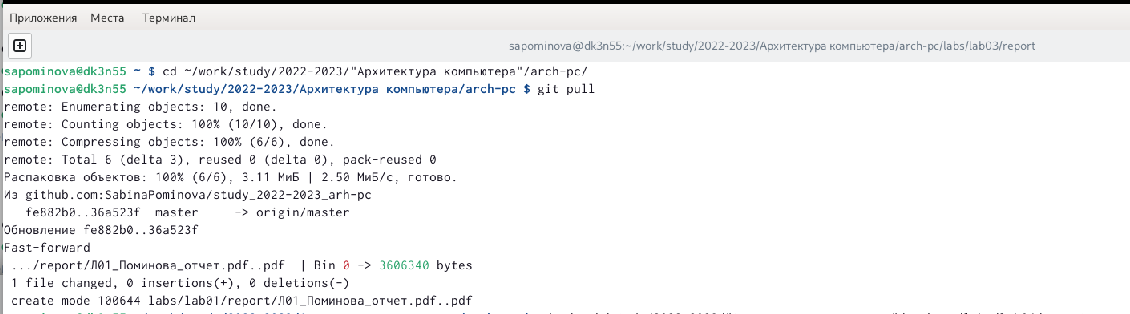 Приложения Места Терминал
sapominova@dk3n55:~/work/study/2022-2023/Архитектура компьютера/arch-pc/labs/lab03/report
sapominova@dk3n55 ~ $ cd ~/work/study/2022-2023/"Архитектура компьютера"/arch-pc/
sapominova@dk3n55 ~/work/study/2022-2023/Архитектура компьютера/arch-pc $ git pull
remote: Enumerating objects: 10, done.
remote: Counting objects: 100% (10/10), done.
remote: Compressing objects: 100% (6/6), done.
remote: Total 6 (delta 3), reused 0 (delta 0), pack-reused 0
Распаковка объектов: 100% (6/6), 3.11 МиБ | 2.50 МиБ/с, готово.
Из github.com:SabinaPominova/study_2022-2023_arh-pc
   fe882b0..36a523f  master     -> origin/master
Обновление fe882b0..36a523f
Fast-forward
 .../report/Л01_Поминова_отчет.pdf..pdf  | Bin 0 -> 3606340 bytes
 1 file changed, 0 insertions(+), 0 deletions(-)
 create mode 100644 labs/lab01/report/Л01_Поминова_отчет.pdf..pdf